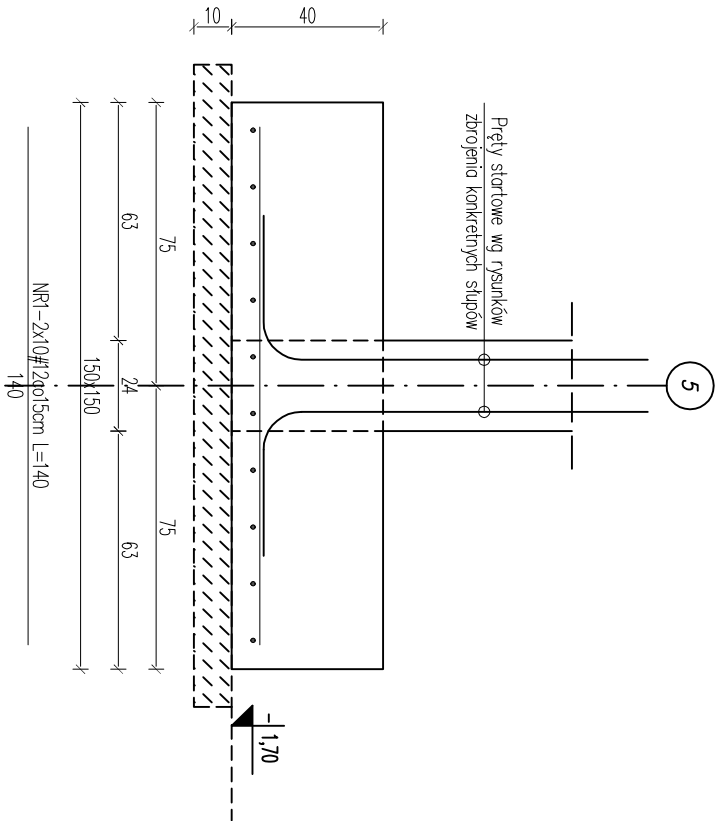 5
Pręty startowe wg rysunków
zbrojenia konkretnych słupów
10
40
-1,70
75
75
63
24
63
150x150
NR1-2x10#12co15cm L=140
140